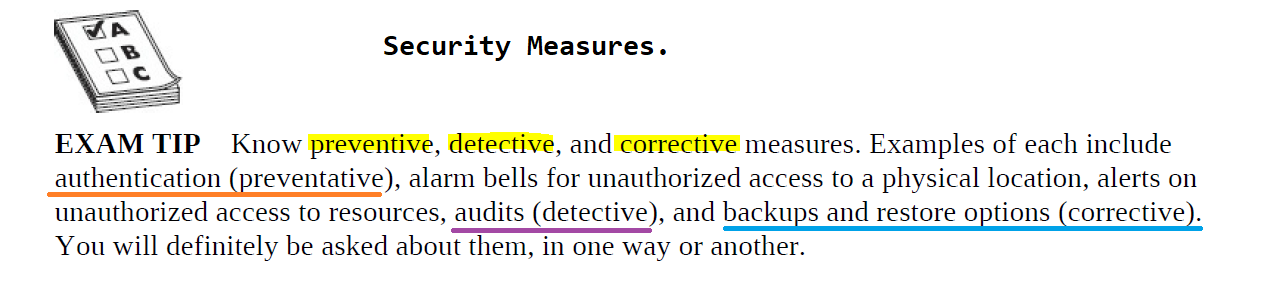 A
B
C
Security Measures.
EXAM TIP Know preventive, detective, and corrective measures. Examples of each include
authentication (preventative), alarm bells for unauthorized access to a physical location, alerts on
unauthorized access to resources, audits (detective), and backups and restore options (corrective).
You will definitely be asked about them, in one way or another.